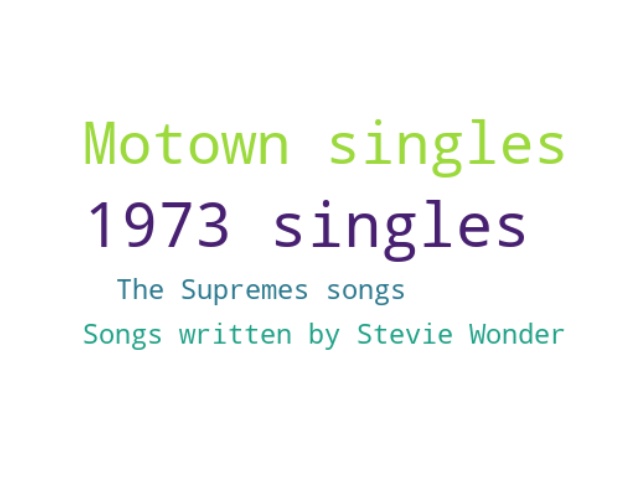 Motown singles
1973 singles
The Supremes songs
Songs written by Stevie Wonder